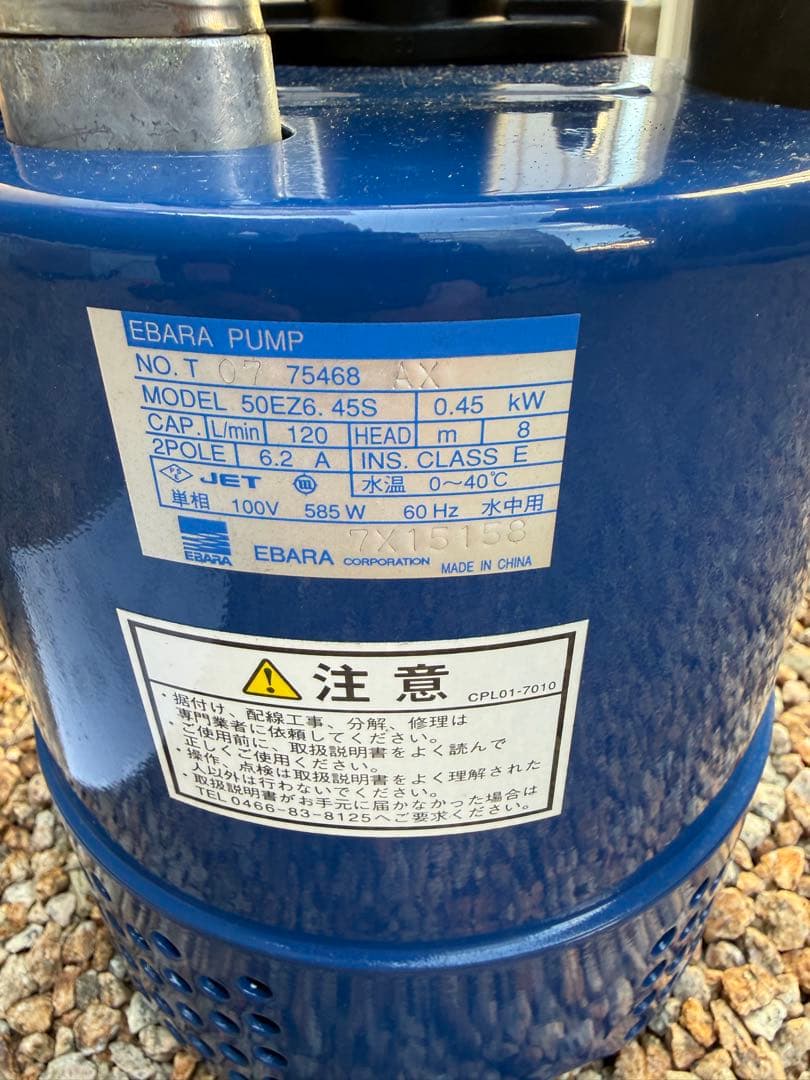 EBARA PUMP
NO. T 07 75468 AX
MODEL 50EZ6. 45S 0.45 kW
CAP. L/min 120 HEAD m 8
2POLE 6.2 A INS. CLASS E
PS E JET 水温 0～40℃
単相 100V 585W 60Hz 水中用
7X15158
EBARA EBARA CORPORATION MADE IN CHINA
注意 CPL01-7010
・据付け、配線工事、分解、修理は
専門業者に依頼してください。
・ご使用前に、取扱説明書をよく読んで
正しくご使用ください。
・操作、点検は取扱説明書をよく理解された
人以外は行わないでください。
・取扱説明書がお手元に届かなかった場合は
TEL 0466-83-8125へご要求ください。